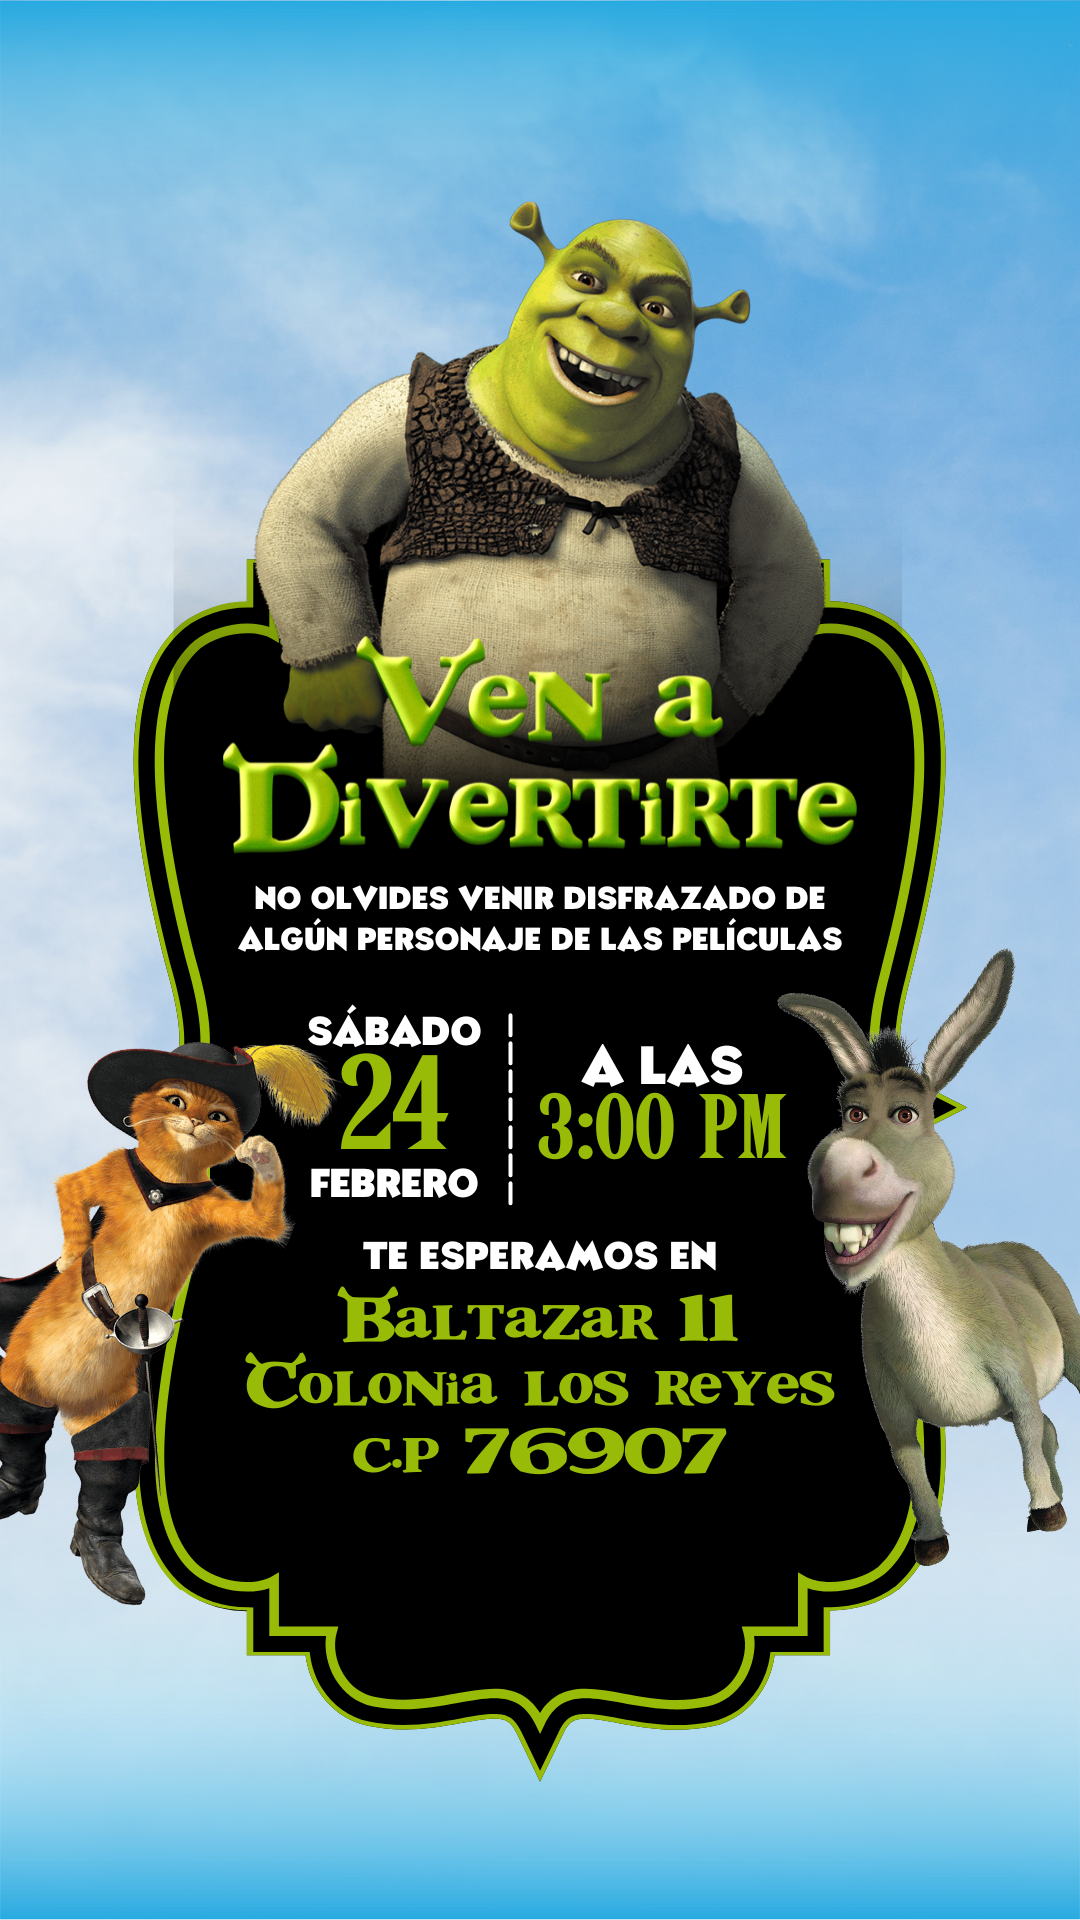 Ven a
Divertirte
NO OLVIDES VENIR DISFRAZADO DE
ALGÚN PERSONAJE DE LAS PELÍCULAS
SÁBADO
24
FEBRERO
A LAS
3:00 PM
TE ESPERAMOS EN
Baltazar 11
Colonia los reyes
C.P 76907